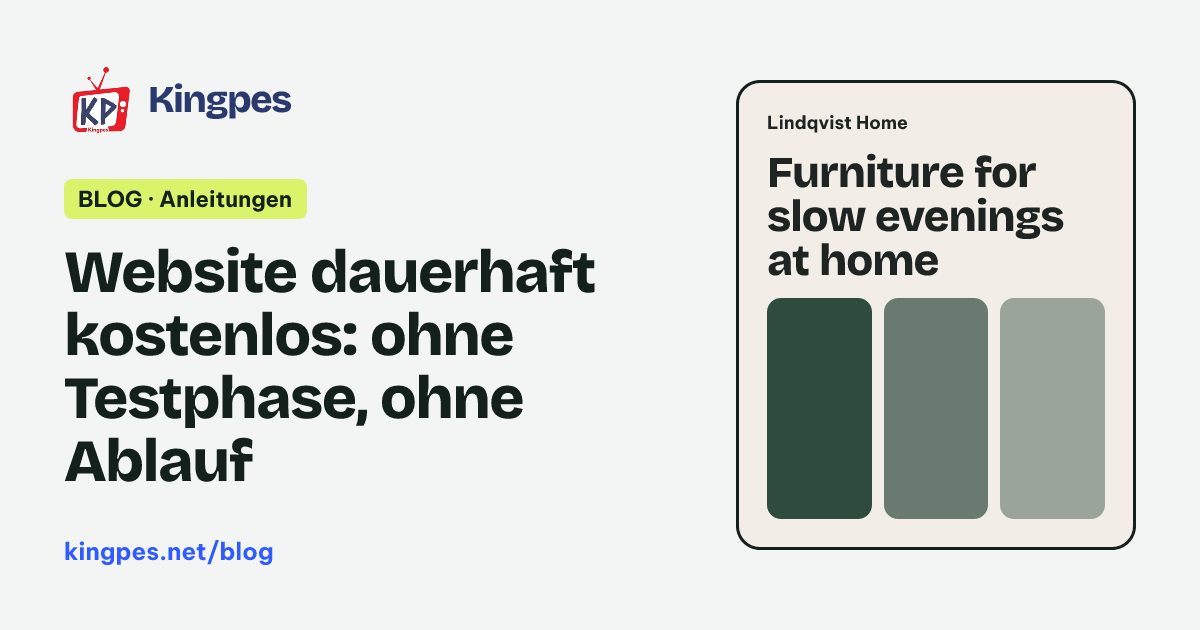 KP
Kingpes
Kingpes
BLOG · Anleitungen
Website dauerhaft
kostenlos: ohne
Testphase, ohne
Ablauf
kingpes.net/blog
Lindqvist Home
Furniture for
slow evenings
at home